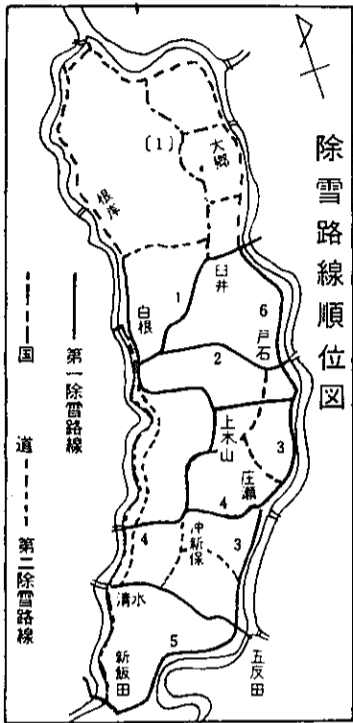 除雪路線順位図
大郷
(1)
根岸
臼井
白根
1
6
戸石
2
上木山
3
庄瀬
4
4
3
沖新保
清水
5
新飯田
五反田
第一除雪路線
国道
第二除雪路線